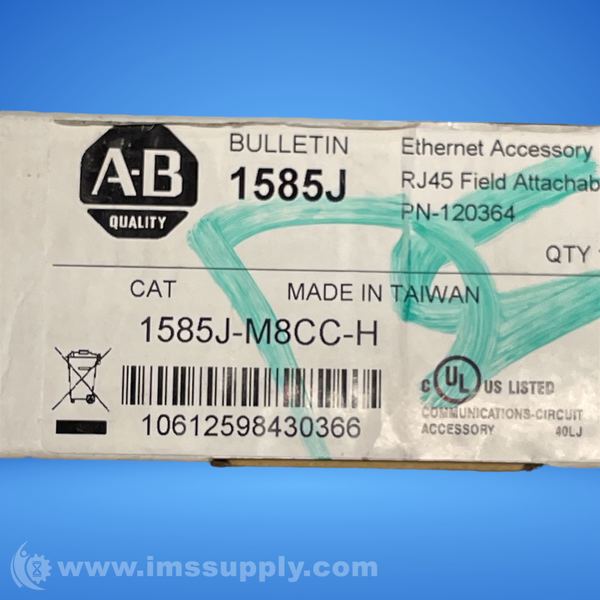 A-B
QUALITY
BULLETIN
1585J
Ethernet Accessory
RJ45 Field Attachab
PN-120364
QTY
CAT
MADE IN TAIWAN
1585J-M8CC-H
10612598430366
C UL US LISTED
COMMUNICATIONS-CIRCUIT
ACCESSORY 40LJ
www.imssupply.com